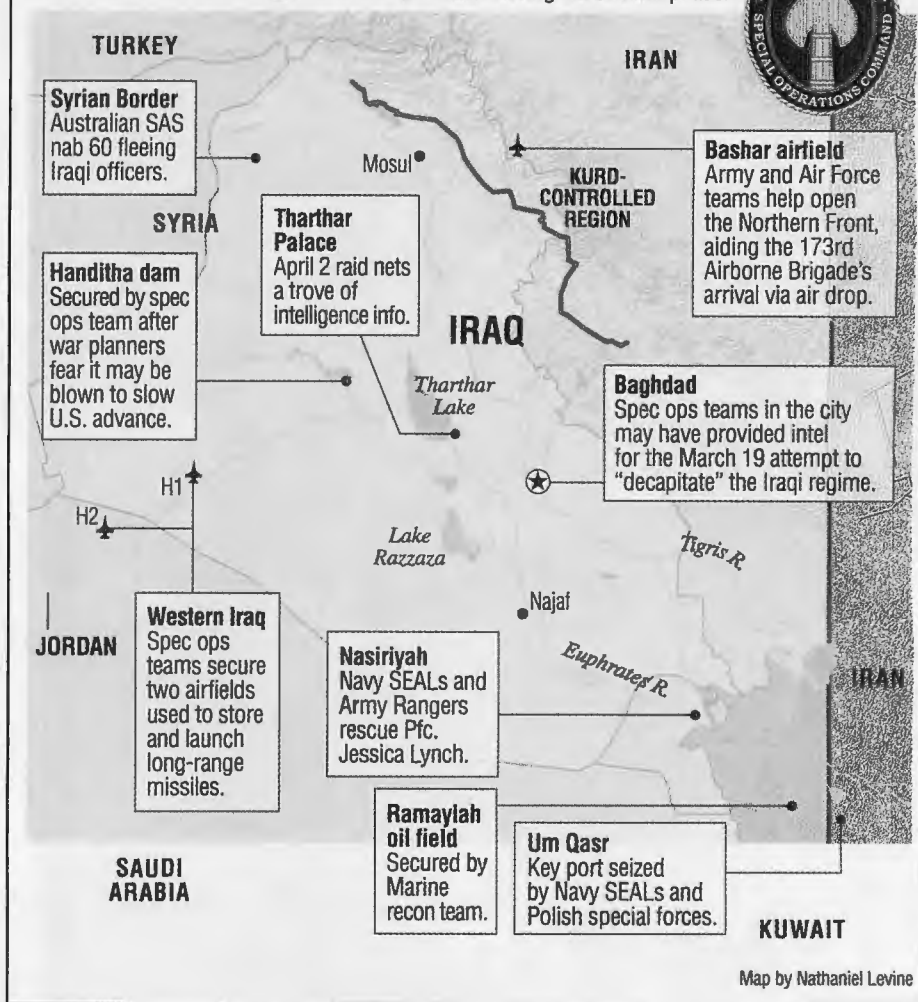 SPECIAL OPERATIONS COMMAND
TURKEY
IRAN
Syrian Border
Australian SAS
nab 60 fleeing
Iraqi officers.
Mosul
KURD-
CONTROLLED
REGION
Bashar airfield
Army and Air Force
teams help open
the Northern Front,
aiding the 173rd
Airborne Brigade's
arrival via air drop.
SYRIA
Tharthar
Palace
April 2 raid nets
a trove of
intelligence info.
Handitha dam
Secured by spec
ops team after
war planners
fear it may be
blown to slow
U.S. advance.
IRAQ
Tharthar
Lake
Baghdad
Spec ops teams in the city
may have provided intel
for the March 19 attempt to
"decapitate" the Iraqi regime.
H1
H2
Lake
Razzaza
Tigris R.
Najaf
JORDAN
Western Iraq
Spec ops
teams secure
two airfields
used to store
and launch
long-range
missiles.
Nasiriyah
Navy SEALs and
Army Rangers
rescue Pfc.
Jessica Lynch.
Euphrates R.
IRAN
Ramaylah
oil field
Secured by
Marine
recon team.
Um Qasr
Key port seized
by Navy SEALs and
Polish special forces.
SAUDI
ARABIA
KUWAIT
Map by Nathaniel Levine